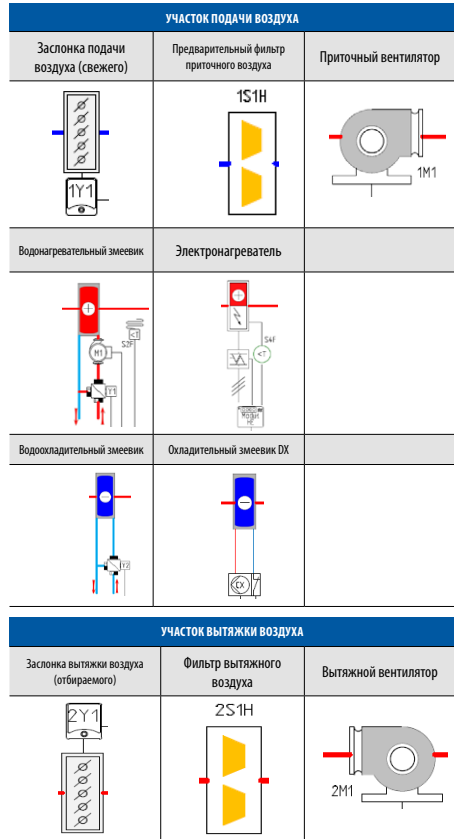 УЧАСТОК ПОДАЧИ ВОЗДУХА
Заслонка подачи
воздуха (свежего)
Предварительный фильтр
приточного воздуха
Приточный вентилятор
1Y1
1S1H
1M1
Водонагревательный змеевик
Электронагреватель
<T
S2F
M1
Y1
S4F
<T
Водоохладительный змеевик
Охладительный змеевик DX
Y2
CX
УЧАСТОК ВЫТЯЖКИ ВОЗДУХА
Заслонка вытяжки воздуха
(отбираемого)
Фильтр вытяжного
воздуха
Вытяжной вентилятор
2Y1
2S1H
2M1